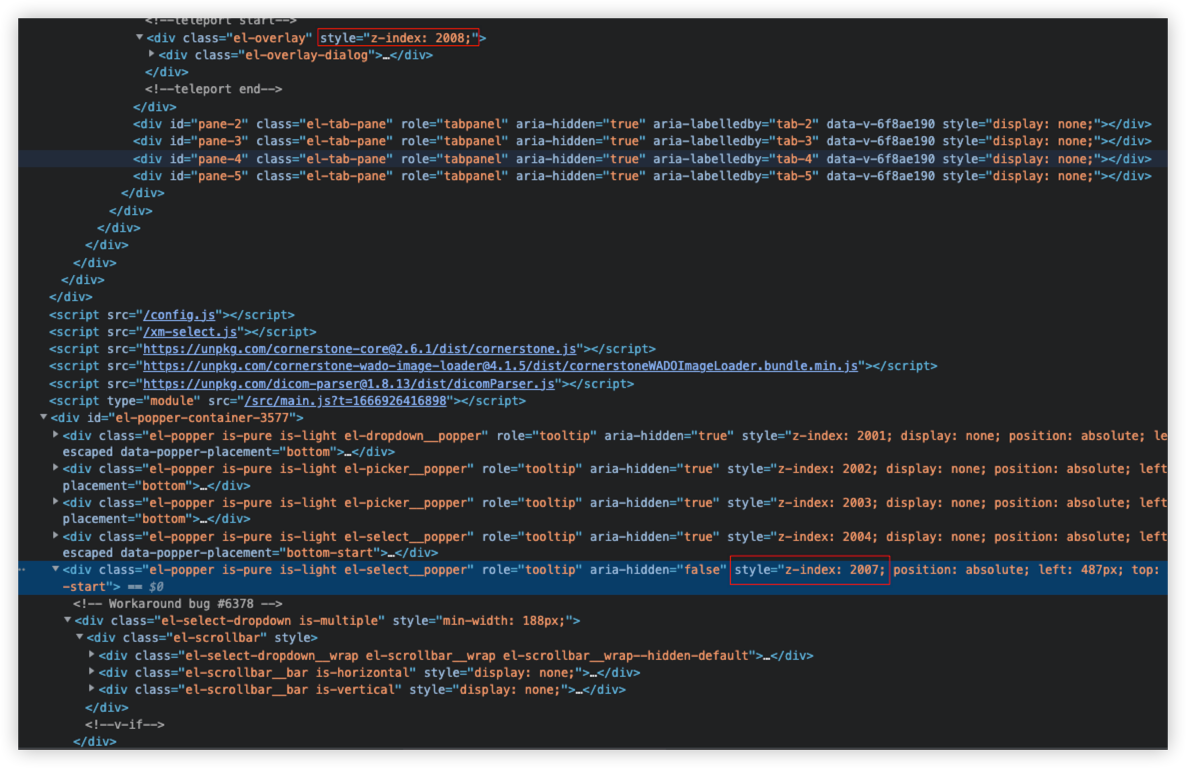 <!--teleport start-->
<div class="el-overlay" style="z-index: 2008;">
<div class="el-overlay-dialog">…</div>
</div>
<!--teleport end-->
</div>
<div id="pane-2" class="el-tab-pane" role="tabpanel" aria-hidden="true" aria-labelledby="tab-2" data-v-6f8ae190 style="display: none;"></div>
<div id="pane-3" class="el-tab-pane" role="tabpanel" aria-hidden="true" aria-labelledby="tab-3" data-v-6f8ae190 style="display: none;"></div>
<div id="pane-4" class="el-tab-pane" role="tabpanel" aria-hidden="true" aria-labelledby="tab-4" data-v-6f8ae190 style="display: none;"></div>
<div id="pane-5" class="el-tab-pane" role="tabpanel" aria-hidden="true" aria-labelledby="tab-5" data-v-6f8ae190 style="display: none;"></div>
</div>
</div>
</div>
</div>
</div>
</div>
</div>
<script src="/config.js"></script>
<script src="/xm-select.js"></script>
<script src="https://unpkg.com/cornerstone-core@2.6.1/dist/cornerstone.js"></script>
<script src="https://unpkg.com/cornerstone-wado-image-loader@4.1.5/dist/cornerstoneWADOImageLoader.bundle.min.js"></script>
<script src="https://unpkg.com/dicom-parser@1.8.13/dist/dicomParser.js"></script>
<script type="module" src="/src/main.js?t=1666926416898"></script>
<div id="el-popper-container-3577">
<div class="el-popper is-pure is-light el-dropdown__popper" role="tooltip" aria-hidden="true" style="z-index: 2001; display: none; position: absolute; le
escaped data-popper-placement="bottom">…</div>
<div class="el-popper is-pure is-light el-picker__popper" role="tooltip" aria-hidden="true" style="z-index: 2002; display: none; position: absolute; left
placement="bottom">…</div>
<div class="el-popper is-pure is-light el-picker__popper" role="tooltip" aria-hidden="true" style="z-index: 2003; display: none; position: absolute; left
placement="bottom">…</div>
<div class="el-popper is-pure is-light el-select__popper" role="tooltip" aria-hidden="true" style="z-index: 2004; display: none; position: absolute; left
escaped data-popper-placement="bottom-start">…</div>
<div class="el-popper is-pure is-light el-select__popper" role="tooltip" aria-hidden="false" style="z-index: 2007; position: absolute; left: 487px; top:
-start"> == $0
<!-- Workaround bug #6378 -->
<div class="el-select-dropdown is-multiple" style="min-width: 188px;">
<div class="el-scrollbar" style>
<div class="el-select-dropdown__wrap el-scrollbar__wrap el-scrollbar__wrap--hidden-default">…</div>
<div class="el-scrollbar__bar is-horizontal" style="display: none;">…</div>
<div class="el-scrollbar__bar is-vertical" style="display: none;">…</div>
</div>
<!--v-if-->
</div>